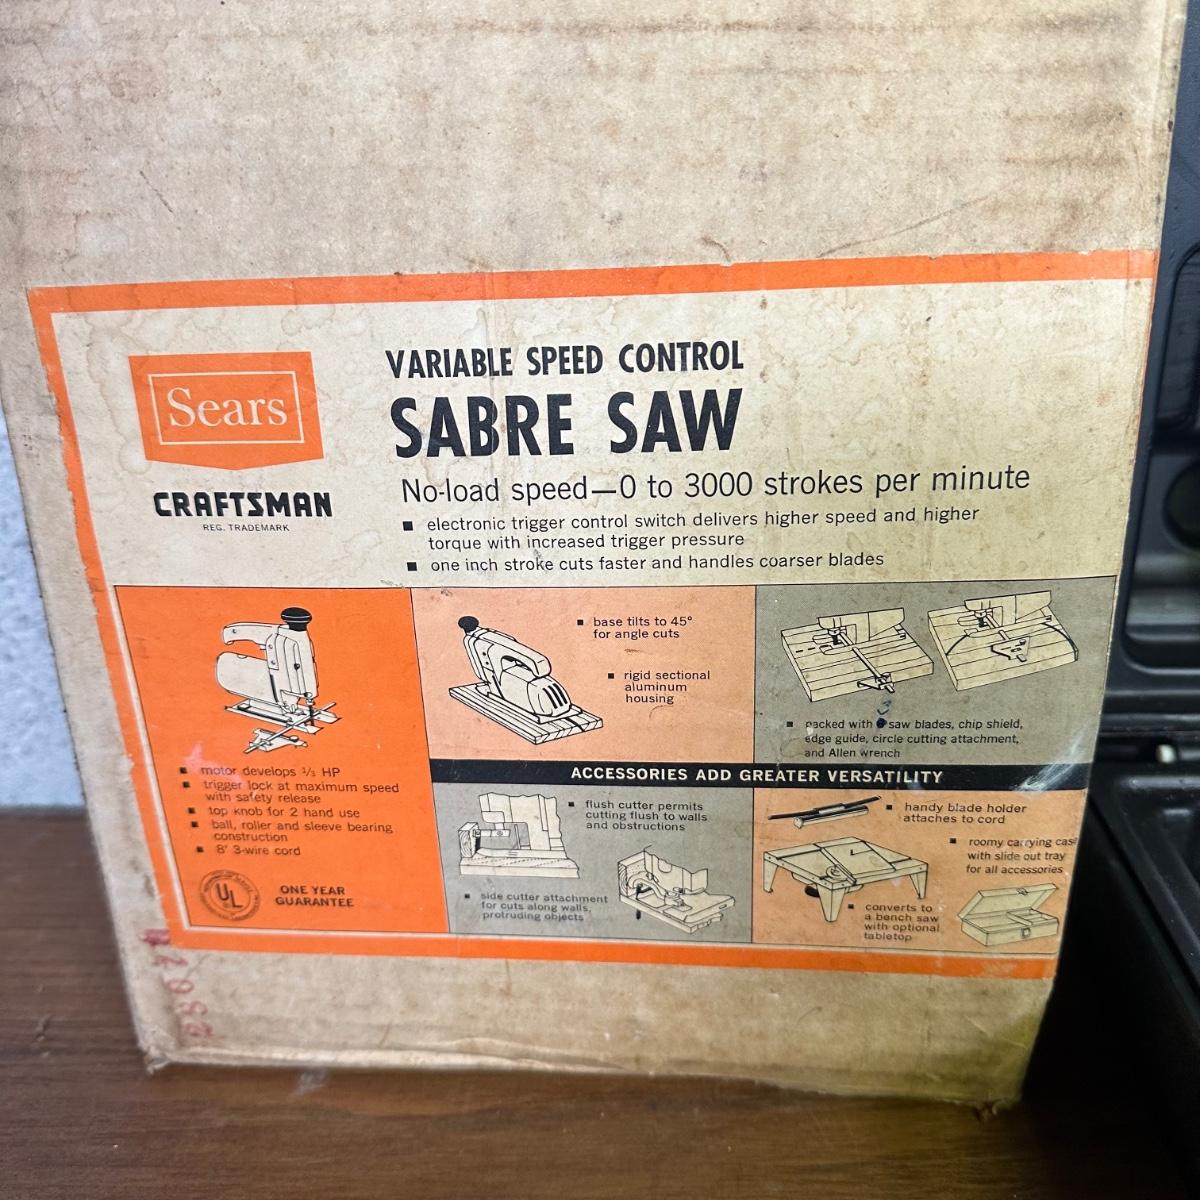 Sears
CRAFTSMAN
REG. TRADEMARK
VARIABLE SPEED CONTROL
SABRE SAW
No-load speed—0 to 3000 strokes per minute
▪ electronic trigger control switch delivers higher speed and higher
torque with increased trigger pressure
▪ one inch stroke cuts faster and handles coarser blades
▪ motor develops 1/3 HP
▪ trigger lock at maximum speed
with safety release
▪ top knob for 2 hand use
▪ ball, roller and sleeve bearing
construction
▪ 8' 3-wire cord
UL
ONE YEAR
GUARANTEE
▪ base tilts to 45°
for angle cuts
▪ rigid sectional
aluminum
housing
3
▪ packed with saw blades, chip shield,
edge guide, circle cutting attachment,
and Allen wrench
ACCESSORIES ADD GREATER VERSATILITY
▪ flush cutter permits
cutting flush to walls
and obstructions
▪ side cutter attachment
for cuts along walls,
protruding objects
▪ handy blade holder
attaches to cord
▪ roomy carrying case
with slide out tray
for all accessories
▪ converts to
a bench saw
with optional
tabletop